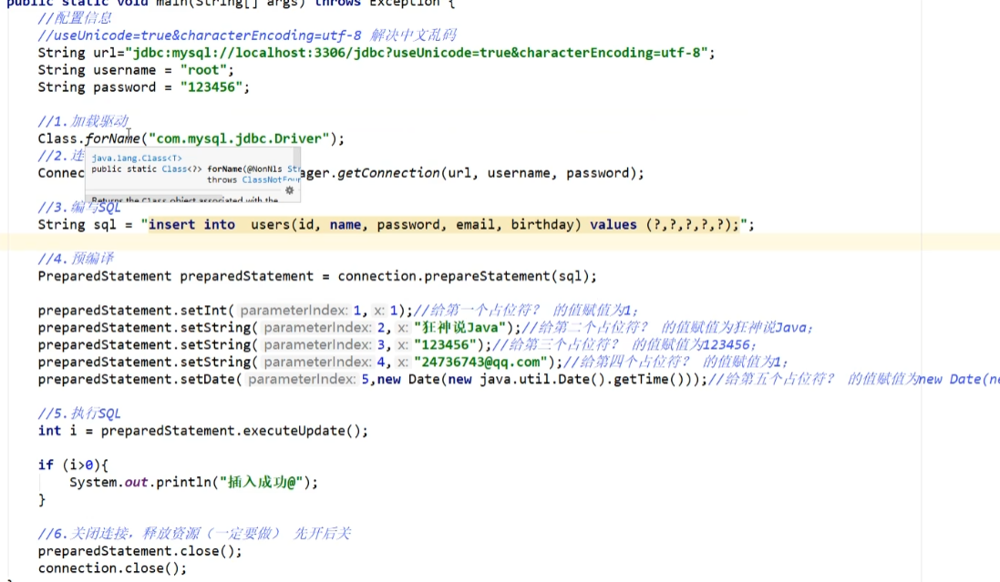 public static void main(String[] args) throws Exception {
//配置信息
//useUnicode=true&characterEncoding=utf-8 解决中文乱码
String url="jdbc:mysql://localhost:3306/jdbc?useUnicode=true&characterEncoding=utf-8";
String username = "root";
String password = "123456";
//1.加载驱动
Class.forName("com.mysql.jdbc.Driver");
//2.连
java.lang.Class<T>
public static Class<?> forName(@NonNls Str
Connec ager.getConnection(url, username, password);
throws ClassNotFoun
Returns the Class object associated with the
//3.编写SQL
String sql = "insert into users(id, name, password, email, birthday) values (?,?,?,?,?);";
//4.预编译
PreparedStatement preparedStatement = connection.prepareStatement(sql);
preparedStatement.setInt( parameterIndex: 1, x: 1);//给第一个占位符? 的值赋值为1;
preparedStatement.setString( parameterIndex: 2, x: "狂神说Java");//给第二个占位符? 的值赋值为狂神说Java;
preparedStatement.setString( parameterIndex: 3, x: "123456");//给第三个占位符? 的值赋值为123456;
preparedStatement.setString( parameterIndex: 4, x: "24736743@qq.com");//给第四个占位符? 的值赋值为1;
preparedStatement.setDate( parameterIndex: 5,new Date(new java.util.Date().getTime()));//给第五个占位符? 的值赋值为new Date(ne
//5.执行SQL
int i = preparedStatement.executeUpdate();
if (i>0){
System.out.println("插入成功@");
}
//6.关闭连接，释放资源（一定要做） 先开后关
preparedStatement.close();
connection.close();